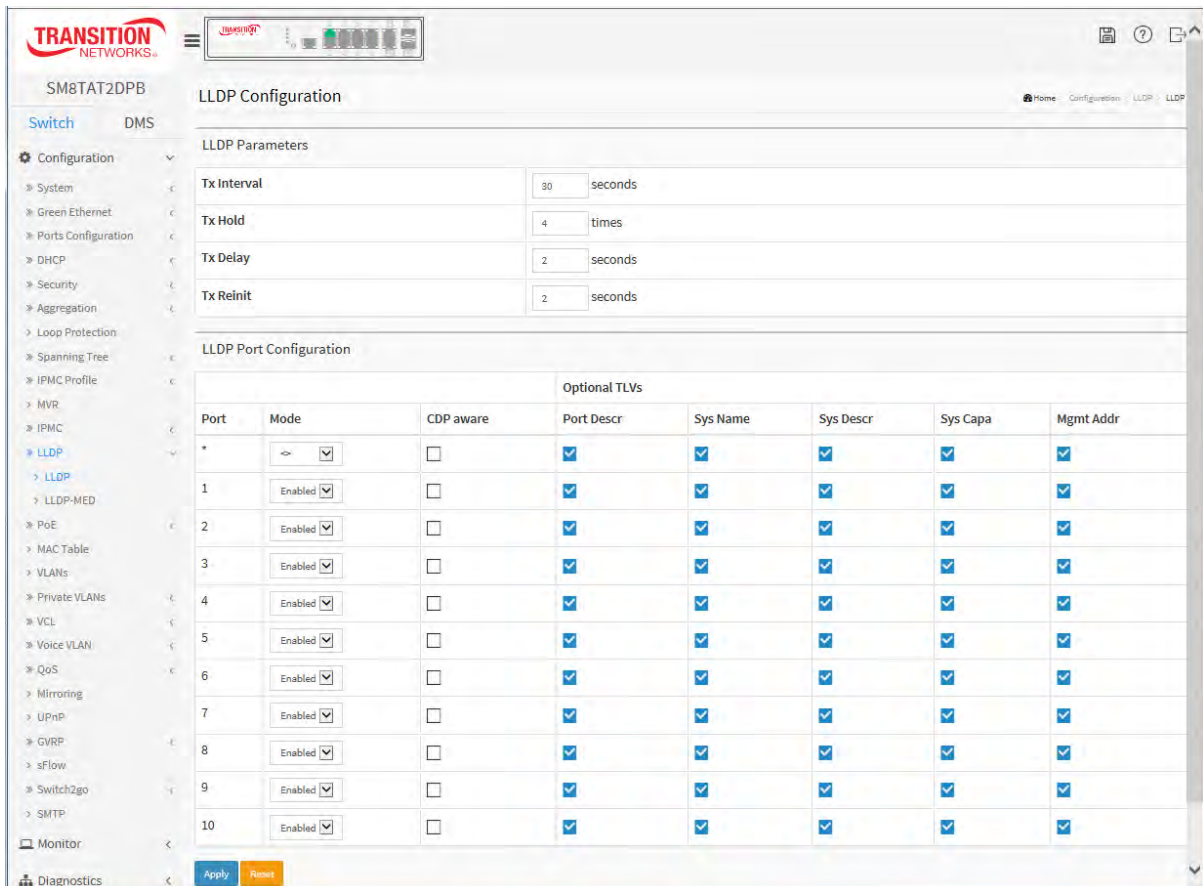 TRANSITION
NETWORKS®
TRANSITION
SM8TAT2DPB
Switch DMS
Configuration
System
Green Ethernet
Ports Configuration
DHCP
Security
Aggregation
Loop Protection
Spanning Tree
IPMC Profile
MVR
IPMC
LLDP
LLDP
LLDP-MED
PoE
MAC Table
VLANs
Private VLANs
VCL
Voice VLAN
QoS
Mirroring
UPnP
GVRP
sFlow
Switch2go
SMTP
Monitor
Diagnostics
LLDP Configuration
Home Configuration LLDP LLDP
LLDP Parameters
Tx Interval 30 seconds
Tx Hold 4 times
Tx Delay 2 seconds
Tx Reinit 2 seconds
LLDP Port Configuration
Optional TLVs
Port Mode CDP aware Port Descr Sys Name Sys Descr Sys Capa Mgmt Addr
* <>
1 Enabled
2 Enabled
3 Enabled
4 Enabled
5 Enabled
6 Enabled
7 Enabled
8 Enabled
9 Enabled
10 Enabled
Apply Reset